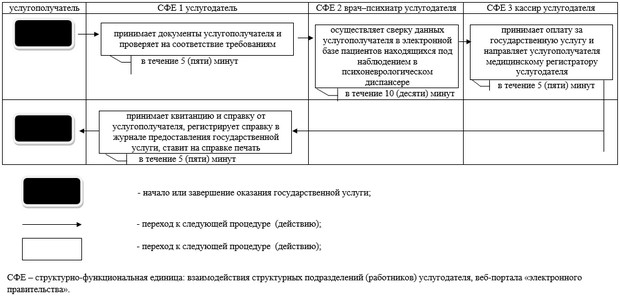 услугополучатель СФЕ 1 услугодатель СФЕ 2 врач–психиатр услугодателя СФЕ 3 кассир услугодателя
принимает документы услугополучателя и
проверяет на соответствие требованиям
в течение 5 (пяти) минут
осуществляет сверку данных
услугополучателя в электронной
базе пациентов находящихся под
наблюдением в
психоневрологическом
диспансере
в течение 10 (десяти) минут
принимает оплату за
государственную услугу и
направляет услугополучателя
медицинскому регистратору
услугодателя
в течение 5 (пяти) минут
принимает квитанцию и справку от
услугополучателя, регистрирует справку в
журнале предоставления государственной
услуги, ставит на справке печать
в течение 5 (пяти) минут
- начало или завершение оказания государственной услуги;
- переход к следующей процедуре (действию);
- переход к следующей процедуре (действию);
СФЕ – структурно-функциональная единица: взаимодействия структурных подразделений (работников) услугодателя, веб-портала «электронного
правительства».